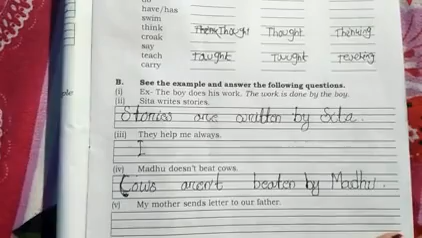 do
have/has
swim
think Think Thought Thought Thinking
croak
say
teach Taught Tuught Teaching
carry
B. See the example and answer the following questions.
(i) Ex- The boy does his work. The work is done by the boy.
(ii) Sita writes stories.
Stories are written by Sita.
(iii) They help me always.
I
(iv) Madhu doesn't beat cows.
Cows aren't beaten by Madhu.
(v) My mother sends letter to our father.